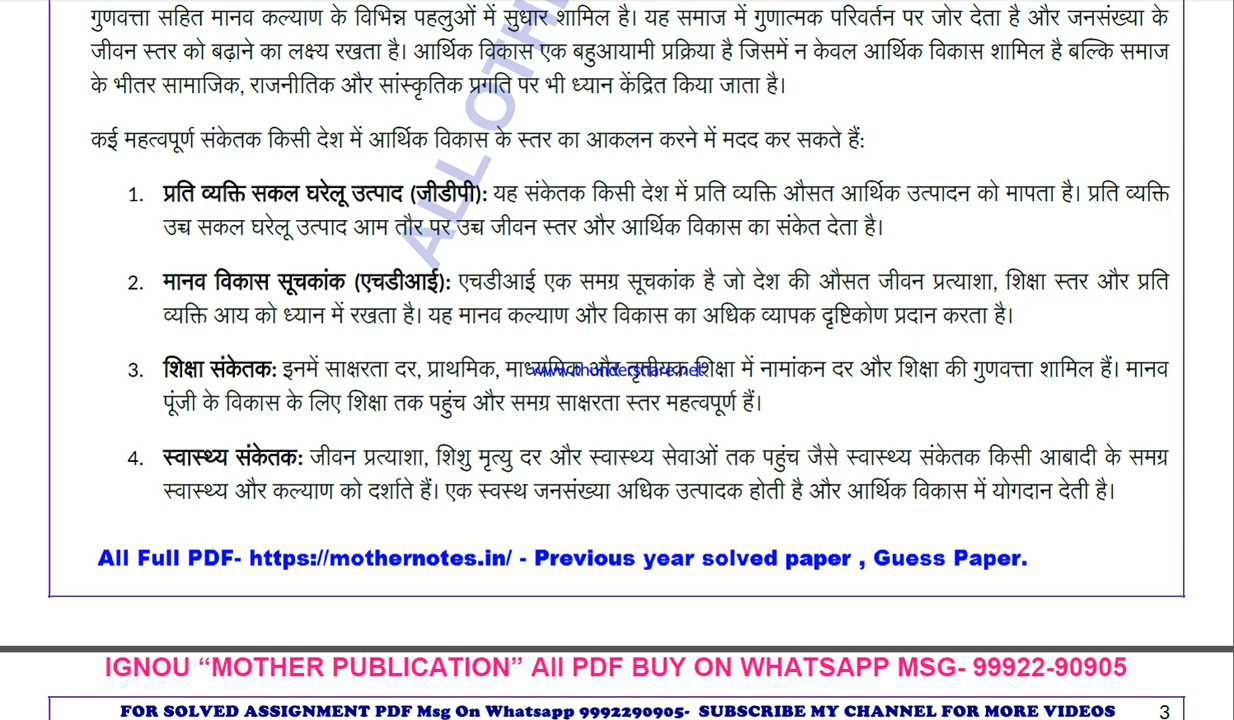 गुणवत्ता सहित मानव कल्याण के विभिन्न पहलुओं में सुधार शामिल है। यह समाज में गुणात्मक परिवर्तन पर जोर देता है और जनसंख्या के
जीवन स्तर को बढ़ाने का लक्ष्य रखता है। आर्थिक विकास एक बहुआयामी प्रक्रिया है जिसमें न केवल आर्थिक विकास शामिल है बल्कि समाज
के भीतर सामाजिक, राजनीतिक और सांस्कृतिक प्रगति पर भी ध्यान केंद्रित किया जाता है।
ALL OTHE
कई महत्वपूर्ण संकेतक किसी देश में आर्थिक विकास के स्तर का आकलन करने में मदद कर सकते हैं:
1. प्रति व्यक्ति सकल घरेलू उत्पाद (जीडीपी): यह संकेतक किसी देश में प्रति व्यक्ति औसत आर्थिक उत्पादन को मापता है। प्रति व्यक्ति
उच्च सकल घरेलू उत्पाद आम तौर पर उच्च जीवन स्तर और आर्थिक विकास का संकेत देता है।
2. मानव विकास सूचकांक (एचडीआई): एचडीआई एक समग्र सूचकांक है जो देश की औसत जीवन प्रत्याशा, शिक्षा स्तर और प्रति
व्यक्ति आय को ध्यान में रखता है। यह मानव कल्याण और विकास का अधिक व्यापक दृष्टिकोण प्रदान करता है।
3. शिक्षा संकेतक: इनमें साक्षरता दर, प्राथमिक, माध्यमिक और तृतीयक शिक्षा में नामांकन दर और शिक्षा की गुणवत्ता शामिल हैं। मानव
www.thundershare.net
पूंजी के विकास के लिए शिक्षा तक पहुंच और समग्र साक्षरता स्तर महत्वपूर्ण हैं।
4. स्वास्थ्य संकेतक: जीवन प्रत्याशा, शिशु मृत्यु दर और स्वास्थ्य सेवाओं तक पहुंच जैसे स्वास्थ्य संकेतक किसी आबादी के समग्र
स्वास्थ्य और कल्याण को दर्शाते हैं। एक स्वस्थ जनसंख्या अधिक उत्पादक होती है और आर्थिक विकास में योगदान देती है।
All Full PDF- https://mothernotes.in/ - Previous year solved paper , Guess Paper.
IGNOU “MOTHER PUBLICATION” All PDF BUY ON WHATSAPP MSG- 99922-90905
FOR SOLVED ASSIGNMENT PDF Msg On Whatsapp 9992290905- SUBSCRIBE MY CHANNEL FOR MORE VIDEOS 3